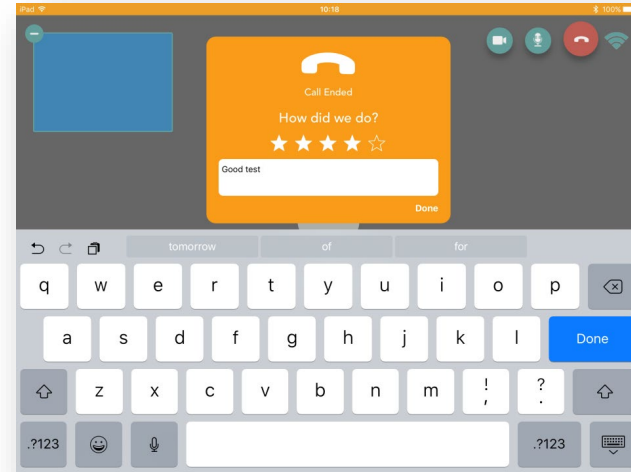 iPad 10:18 100%
Call Ended
How did we do?
Good test
Done
tomorrow of for
q w e r t y u i o p
a s d f g h j k l Done
z x c v b n m ! , ? .
.?123 .?123